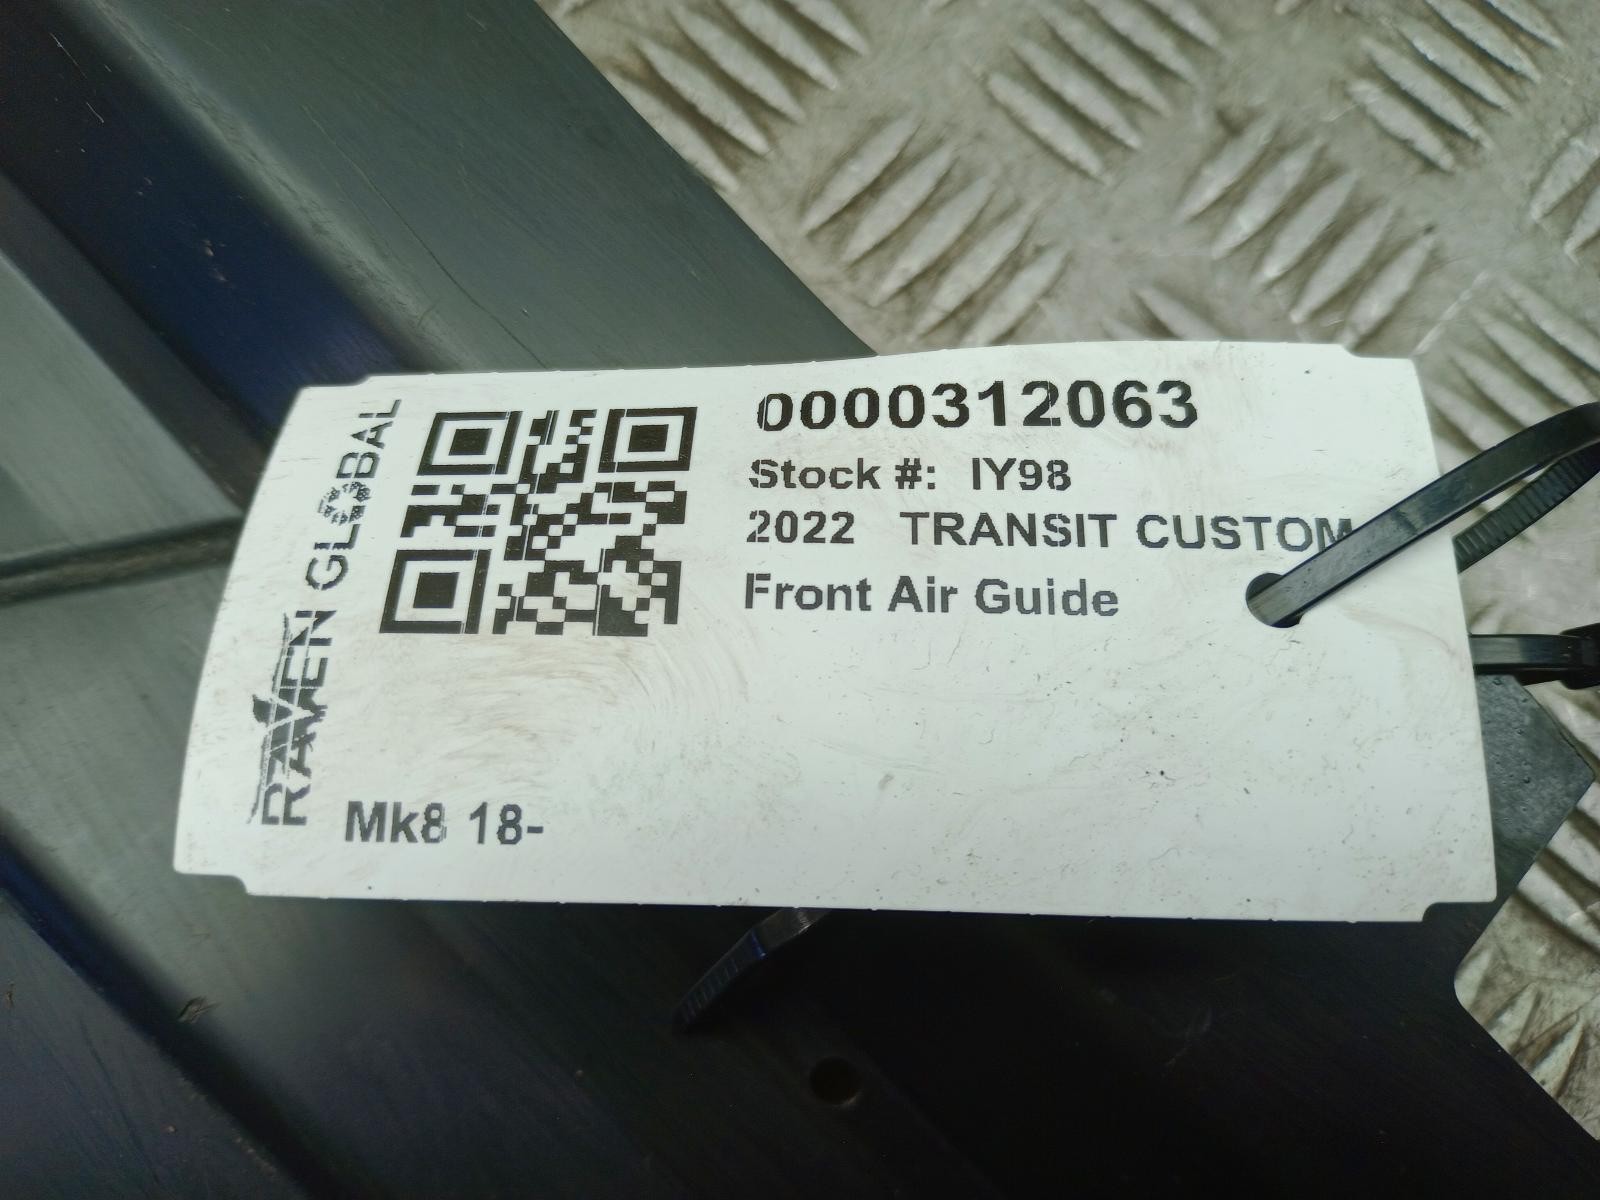 0000312063
Stock #: IY98
2022 TRANSIT CUSTOM
Front Air Guide
RAVEN GLOBAL
Mk8 18-